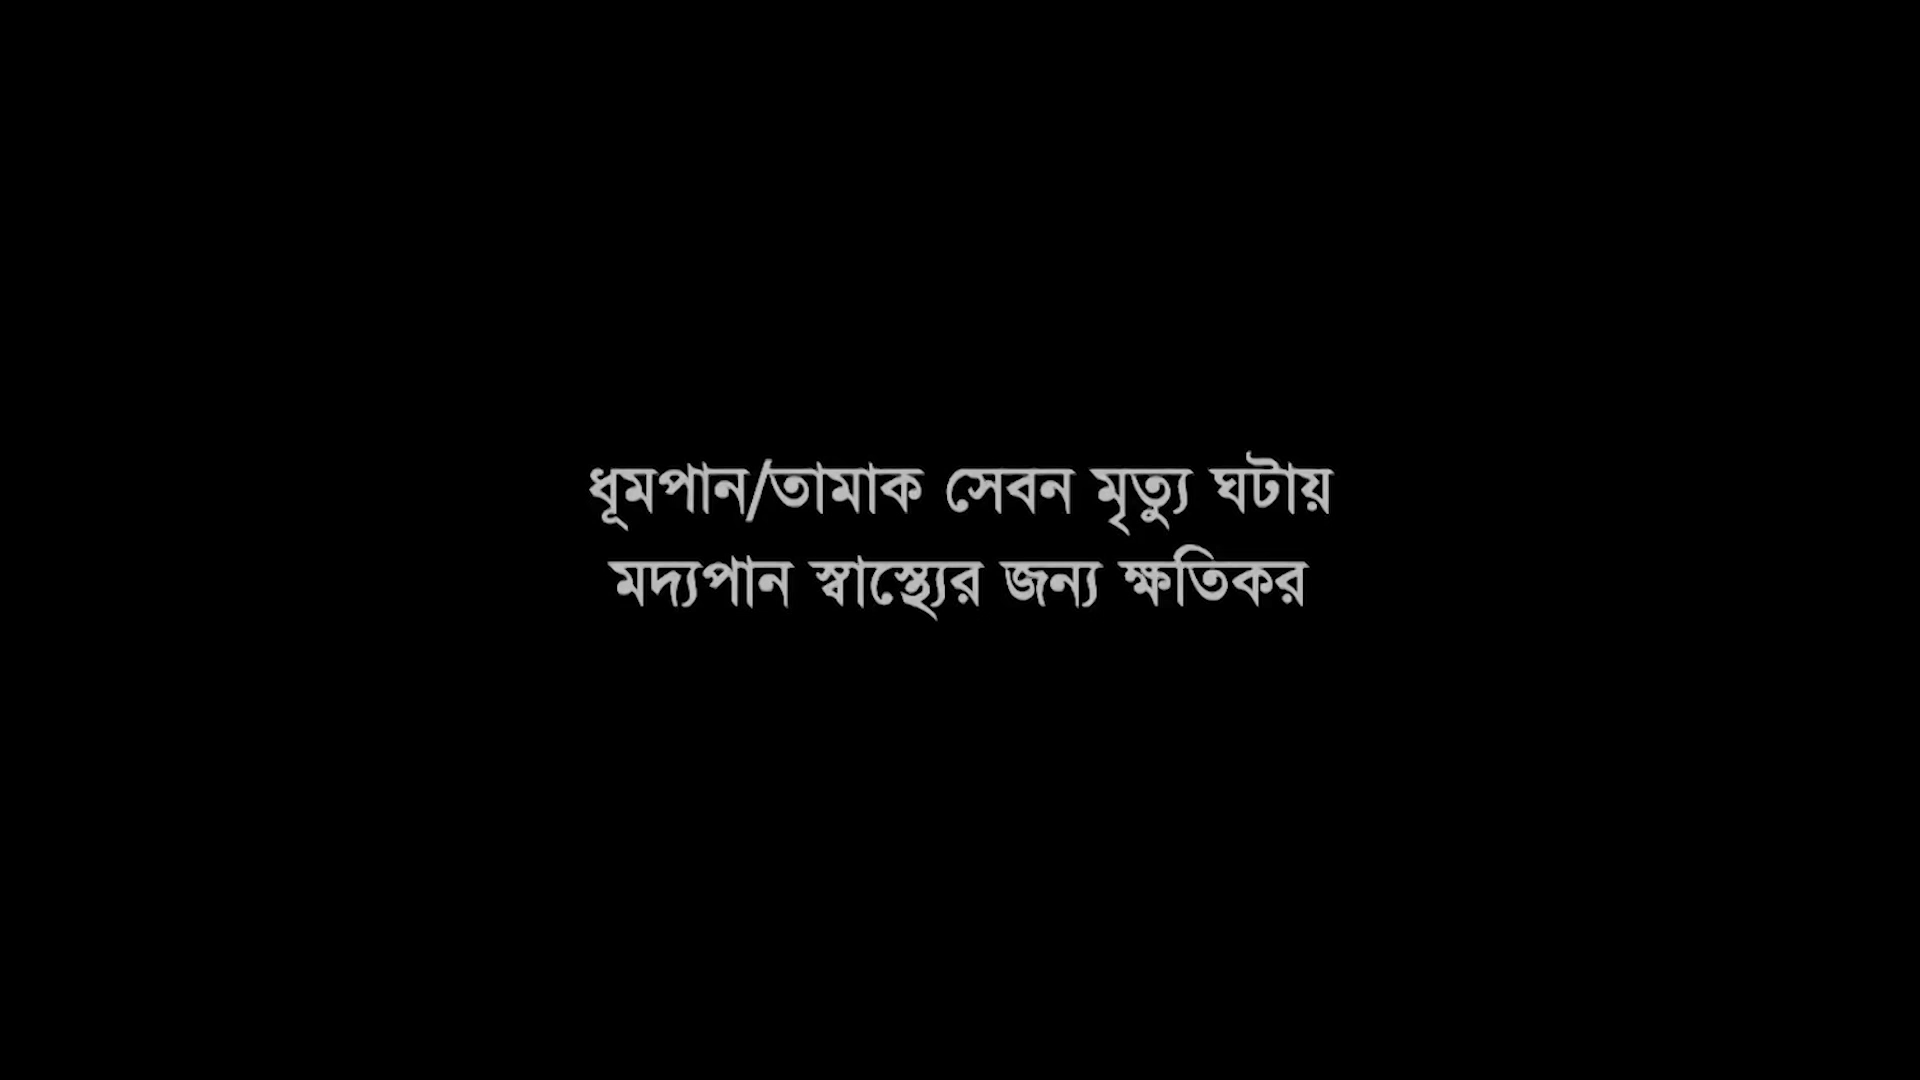 ধূমপান/তামাক সেবন মৃত্যু ঘটায়
মদ্যপান স্বাস্থ্যের জন্য ক্ষতিকর